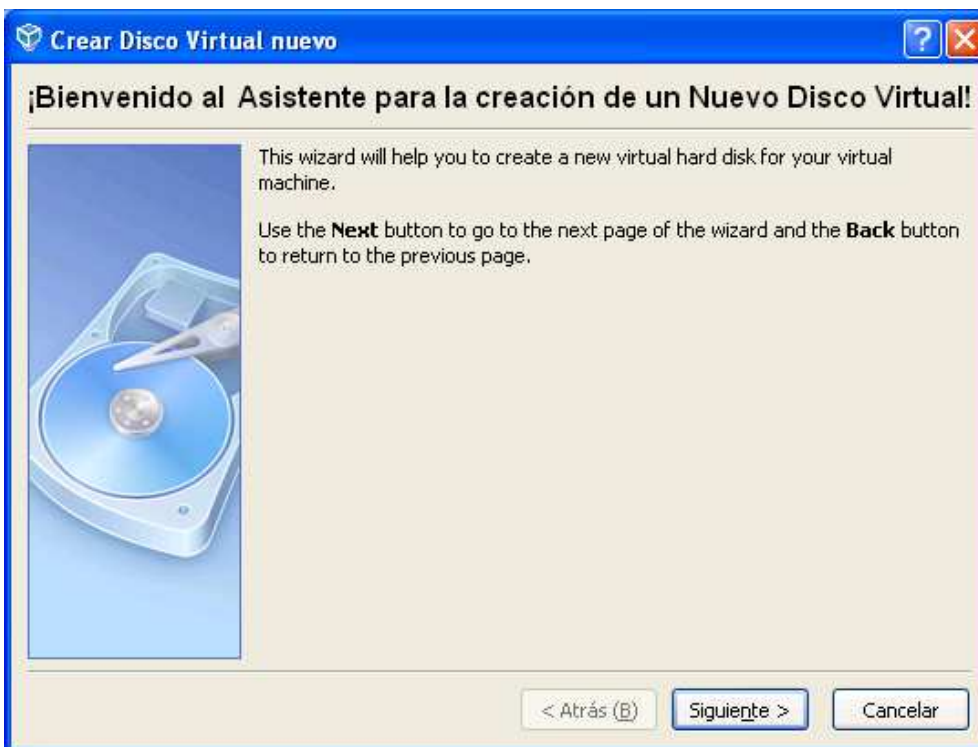 Crear Disco Virtual nuevo
¡Bienvenido al Asistente para la creación de un Nuevo Disco Virtual!
This wizard will help you to create a new virtual hard disk for your virtual
machine.
Use the Next button to go to the next page of the wizard and the Back button
to return to the previous page.
< Atrás (B) Siguiente > Cancelar